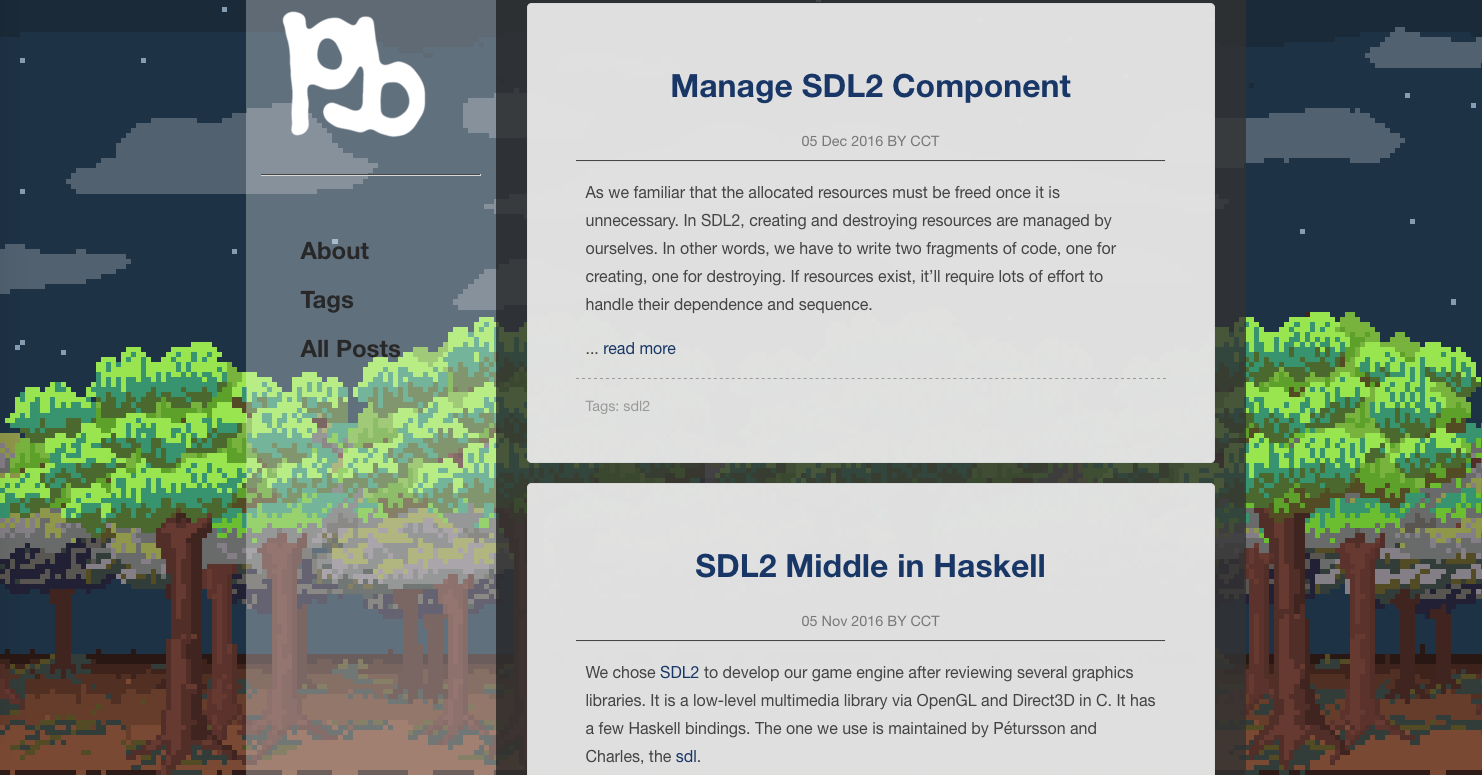 pb
About
Tags
All Posts
Manage SDL2 Component
05 Dec 2016 BY CCT
As we familiar that the allocated resources must be freed once it is
unnecessary. In SDL2, creating and destroying resources are managed by
ourselves. In other words, we have to write two fragments of code, one for
creating, one for destroying. If resources exist, it’ll require lots of effort to
handle their dependence and sequence.
... read more
Tags: sdl2
SDL2 Middle in Haskell
05 Nov 2016 BY CCT
We chose SDL2 to develop our game engine after reviewing several graphics
libraries. It is a low-level multimedia library via OpenGL and Direct3D in C. It has
a few Haskell bindings. The one we use is maintained by Pétursson and
Charles, the sdl.